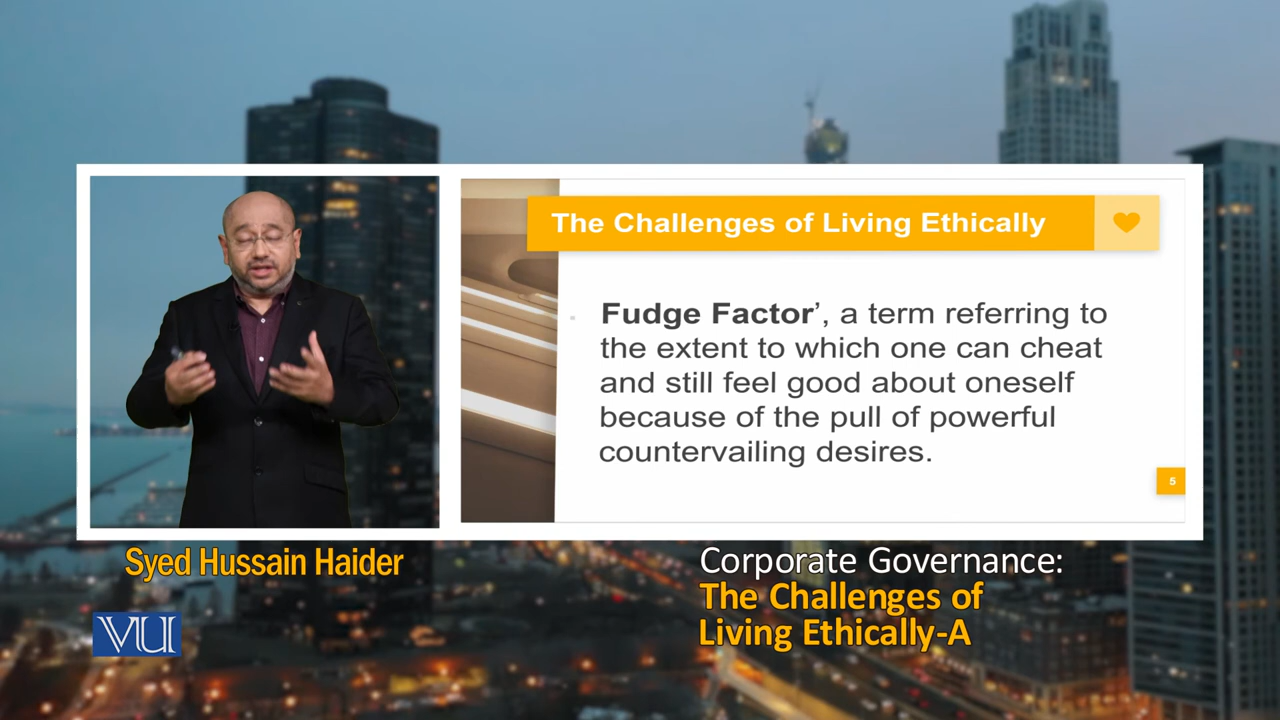 The Challenges of Living Ethically
Fudge Factor’, a term referring to
the extent to which one can cheat
and still feel good about oneself
because of the pull of powerful
countervailing desires.
5
Syed Hussain Haider
VU
Corporate Governance:
The Challenges of
Living Ethically-A